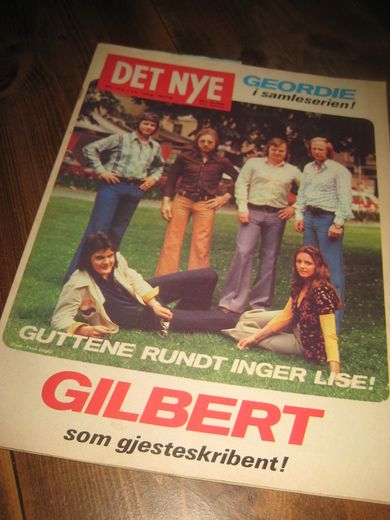 DET NYE
GEORDIE
i samleserien!
GUTTENE RUNDT INGER LISE!
GILBERT
som gjesteskribent!